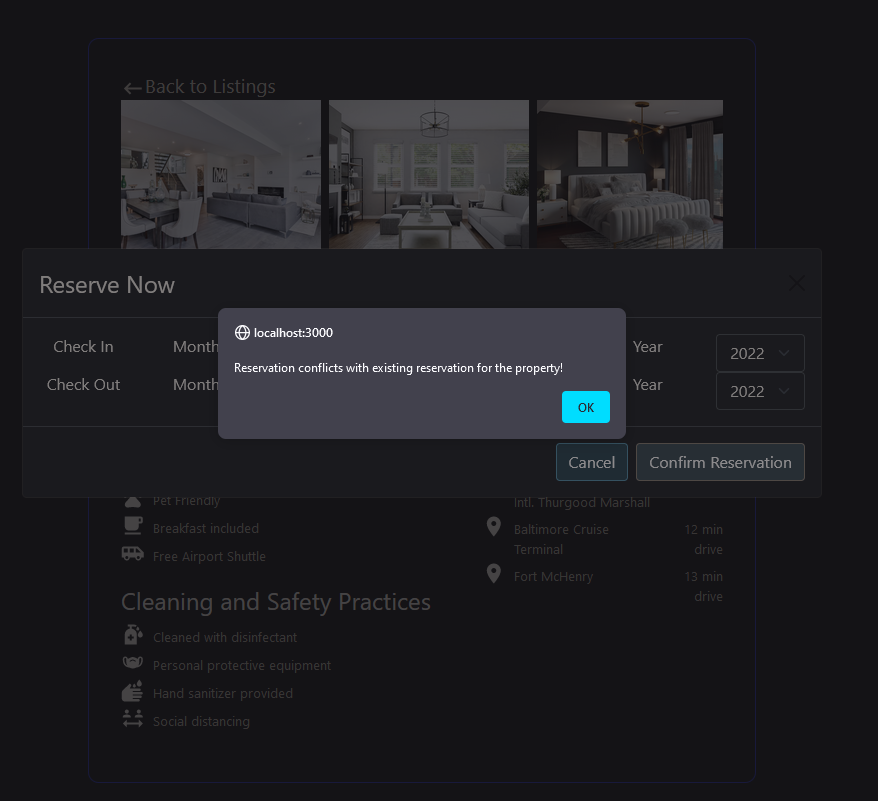 Back to Listings
Reserve Now
localhost:3000
Reservation conflicts with existing reservation for the property!
OK
Check In Month Year 2022
Check Out Month Year 2022
Cancel Confirm Reservation
Pet Friendly
Breakfast included
Free Airport Shuttle
Intl. Thurgood Marshall
Baltimore Cruise Terminal 12 min drive
Fort McHenry 13 min drive
Cleaning and Safety Practices
Cleaned with disinfectant
Personal protective equipment
Hand sanitizer provided
Social distancing